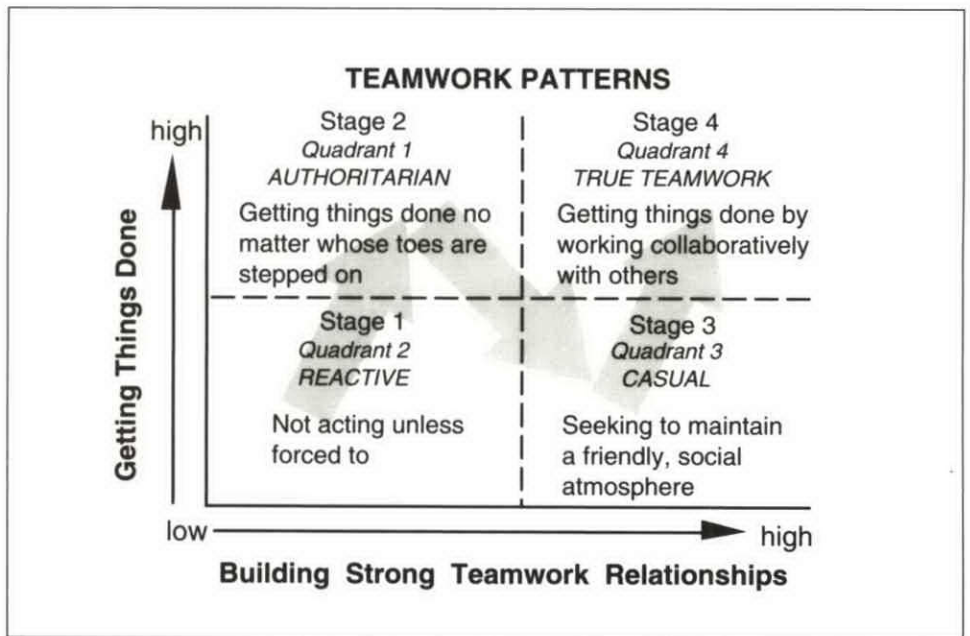 TEAMWORK PATTERNS
high
Stage 2
Quadrant 1
AUTHORITARIAN
Getting things done no
matter whose toes are
stepped on
Stage 4
Quadrant 4
TRUE TEAMWORK
Getting things done by
working collaboratively
with others
Getting Things Done
Stage 1
Quadrant 2
REACTIVE
Not acting unless
forced to
Stage 3
Quadrant 3
CASUAL
Seeking to maintain
a friendly, social
atmosphere
low
high
Building Strong Teamwork Relationships